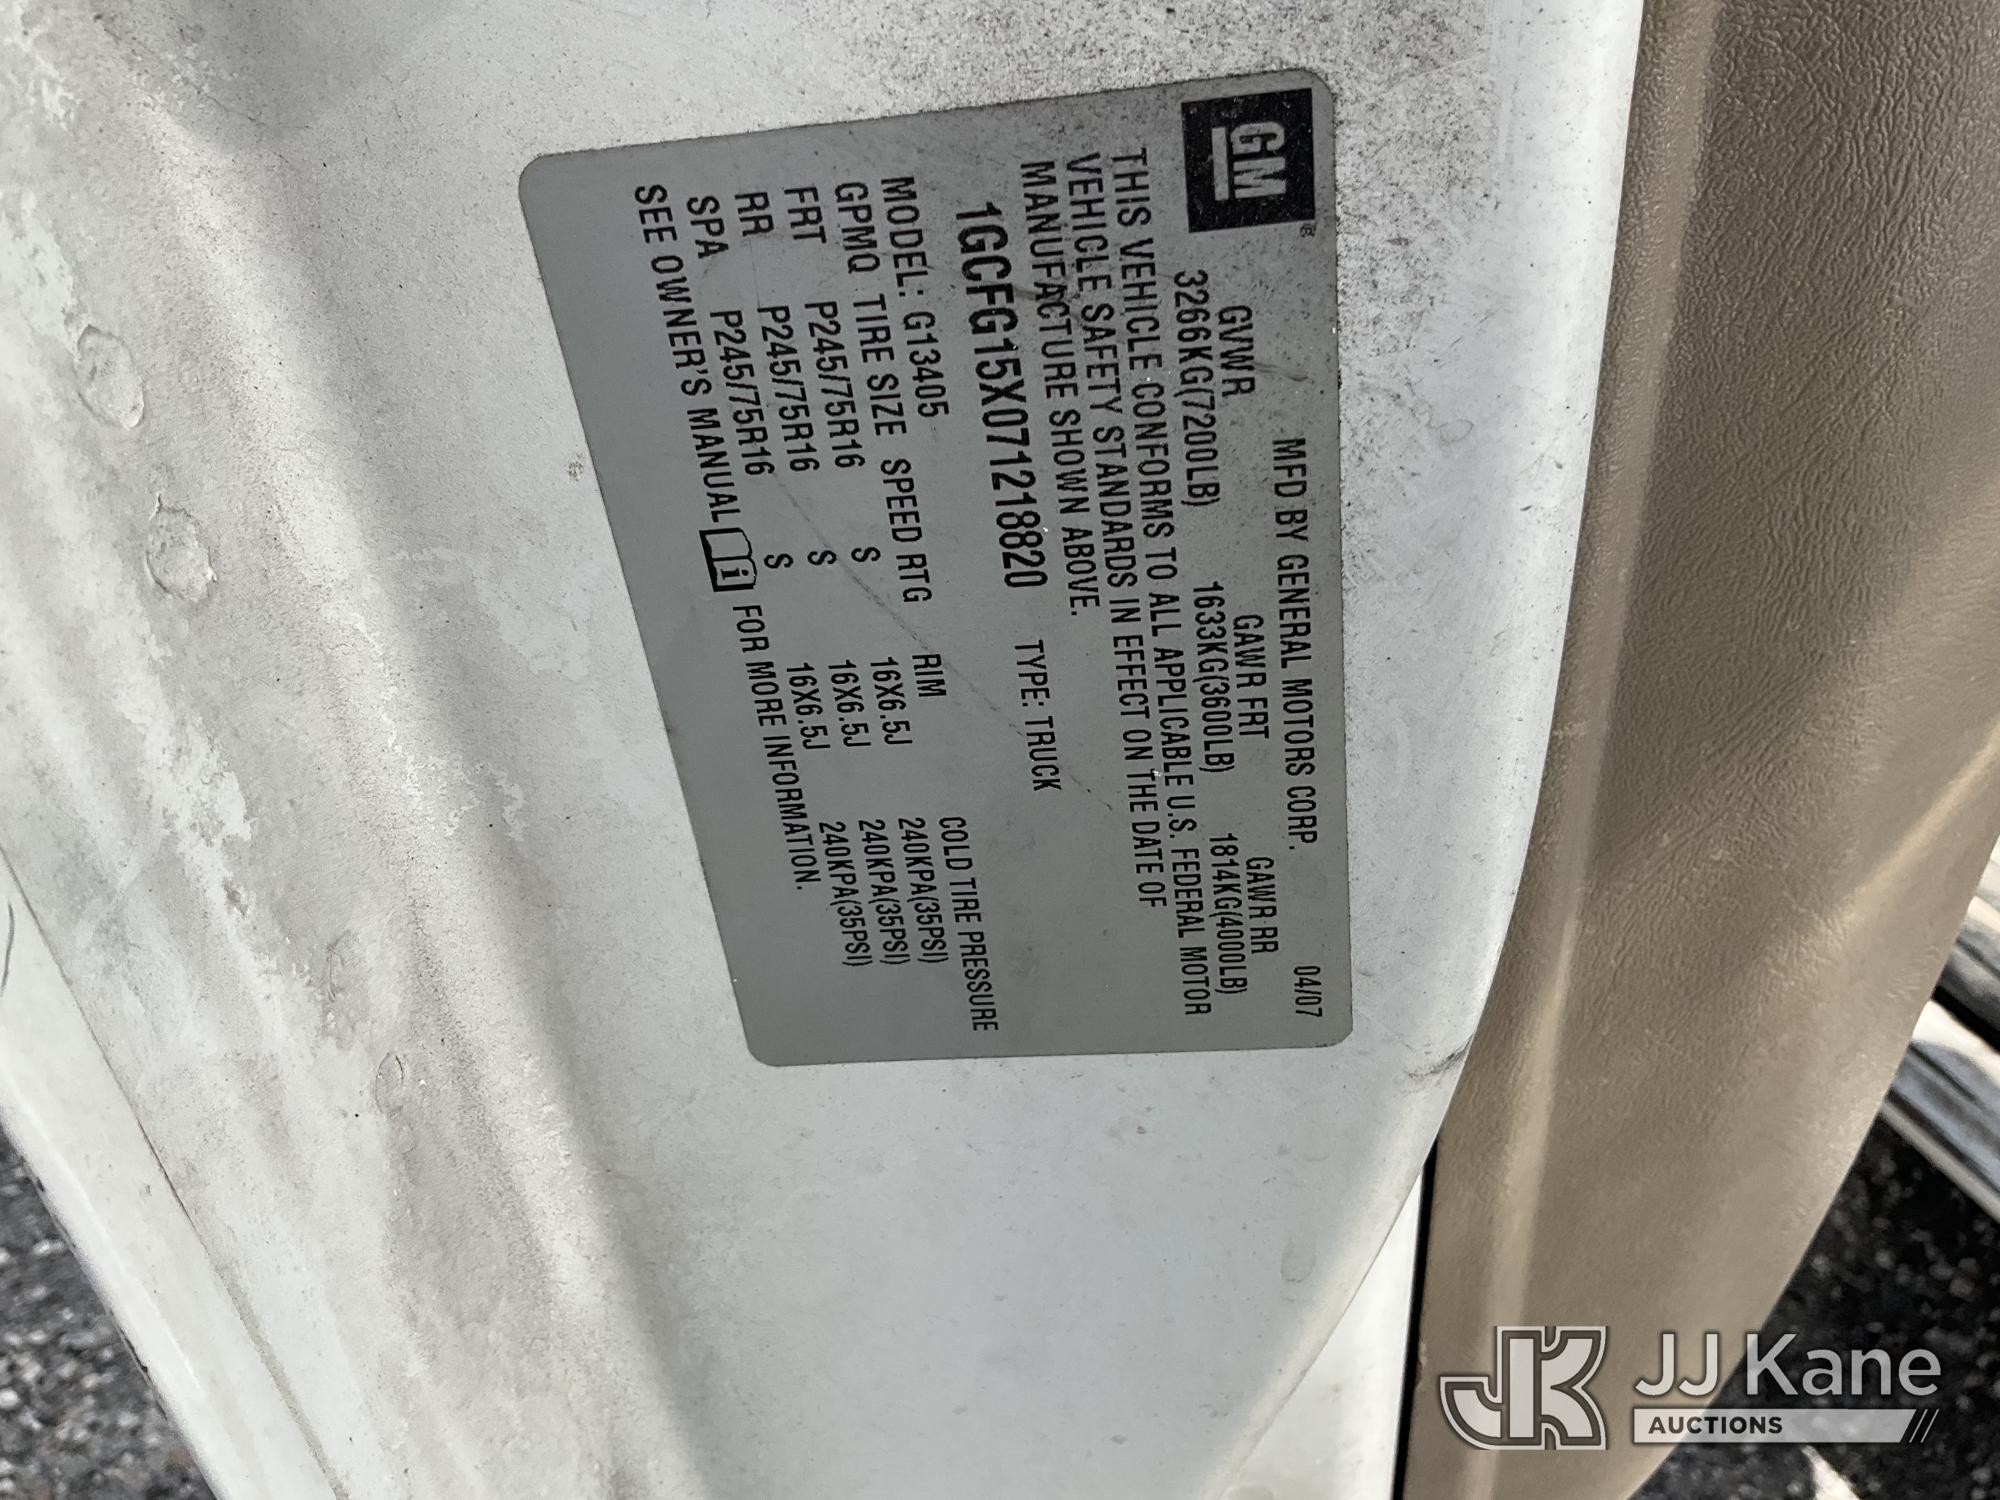 GM®
MFD BY GENERAL MOTORS CORP. 04/07
GVWR GAWR FRT GAWR RR
3266KG(7200LB) 1633KG(3600LB) 1814KG(4000LB)
THIS VEHICLE CONFORMS TO ALL APPLICABLE U.S. FEDERAL MOTOR
VEHICLE SAFETY STANDARDS IN EFFECT ON THE DATE OF
MANUFACTURE SHOWN ABOVE.
1GCFG15X071218820 TYPE: TRUCK
MODEL: G13405
GPMQ TIRE SIZE SPEED RTG RIM COLD TIRE PRESSURE
FRT P245/75R16 S 16X6.5J 240KPA(35PSI)
RR P245/75R16 S 16X6.5J 240KPA(35PSI)
SPA P245/75R16 S 16X6.5J 240KPA(35PSI)
SEE OWNER'S MANUAL i FOR MORE INFORMATION.
JK JJ Kane
AUCTIONS